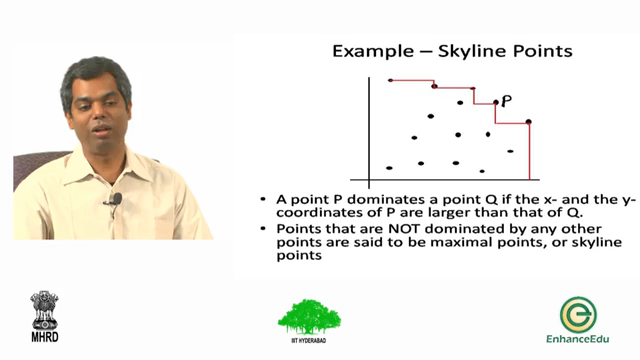 Example – Skyline Points
P
• A point P dominates a point Q if the x- and the y-
coordinates of P are larger than that of Q.
• Points that are NOT dominated by any other
points are said to be maximal points, or skyline
points
MHRD
IIIT HYDERABAD
EnhanceEdu